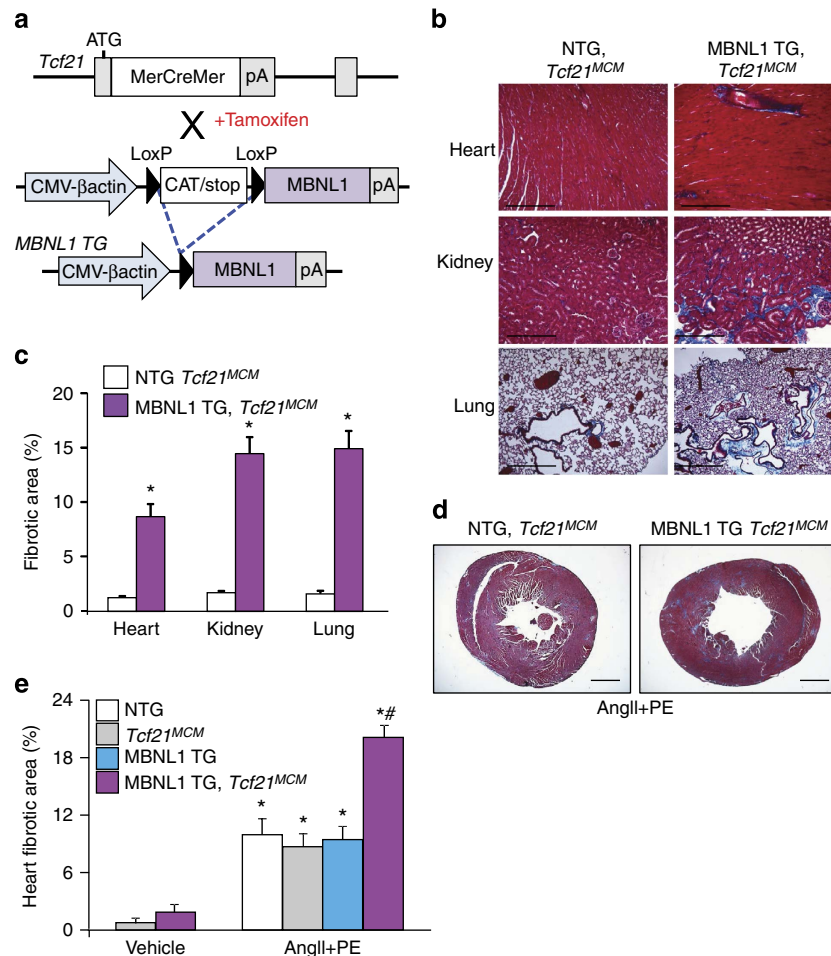 a
ATG
Tcf21
MerCreMer
pA
+Tamoxifen
LoxP
LoxP
CMV-βactin
CAT/stop
MBNL1
pA
MBNL1 TG
CMV-βactin
MBNL1
pA
b
NTG,
Tcf21MCM
MBNL1 TG,
Tcf21MCM
Heart
Kidney
Lung
c
Fibrotic area (%)
20
15
10
5
0
NTG Tcf21MCM
MBNL1 TG, Tcf21MCM
*
*
*
Heart
Kidney
Lung
d
NTG, Tcf21MCM
MBNL1 TG Tcf21MCM
AngII+PE
e
Heart fibrotic area (%)
24
18
12
6
0
NTG
Tcf21MCM
MBNL1 TG
MBNL1 TG, Tcf21MCM
*
*
*
*#
Vehicle
AngII+PE